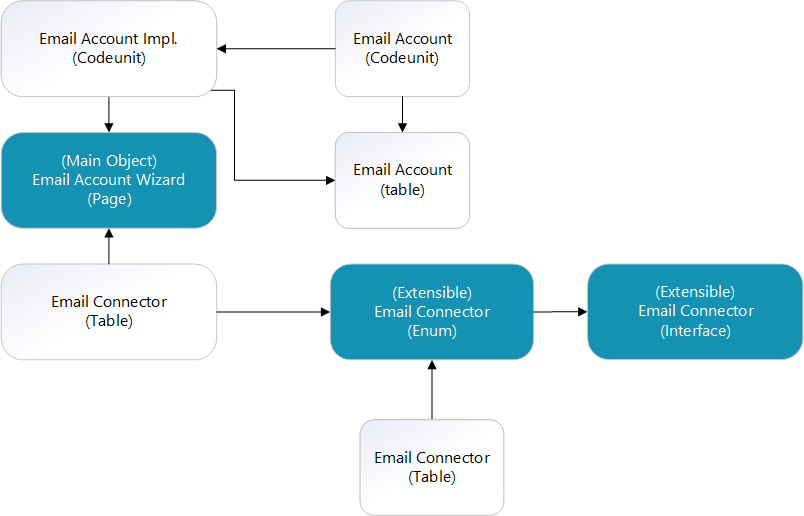 Email Account Impl.
(Codeunit)
Email Account
(Codeunit)
(Main Object)
Email Account Wizard
(Page)
Email Account
(table)
Email Connector
(Table)
(Extensible)
Email Connector
(Enum)
(Extensible)
Email Connector
(Interface)
Email Connector
(Table)